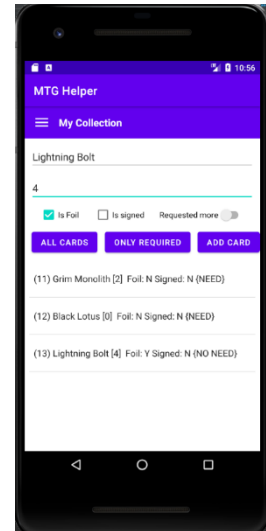 10:56
MTG Helper
My Collection
Lightning Bolt
4
Is Foil Is signed Requested more
ALL CARDS ONLY REQUIRED ADD CARD
(11) Grim Monolith [2] Foil: N Signed: N {NEED}
(12) Black Lotus [0] Foil: N Signed: N {NEED}
(13) Lightning Bolt [4] Foil: Y Signed: N {NO NEED}